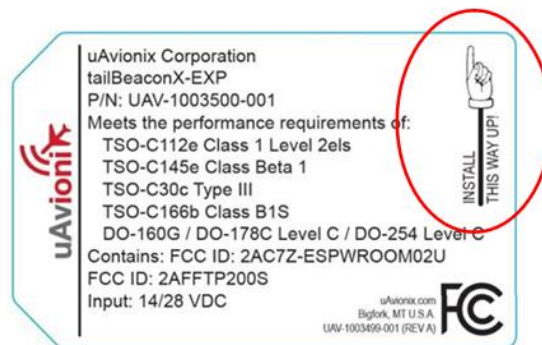 uAvionix
uAvionix Corporation
tailBeaconX-EXP
P/N: UAV-1003500-001
Meets the performance requirements of:
TSO-C112e Class 1 Level 2els
TSO-C145e Class Beta 1
TSO-C30c Type III
TSO-C166b Class B1S
DO-160G / DO-178C Level C / DO-254 Level C
Contains: FCC ID: 2AC7Z-ESPWROOM02U
FCC ID: 2AFFTP200S
Input: 14/28 VDC
INSTALL
THIS WAY UP!
uAvionix.com
Bigfork, MT U.S.A.
UAV-1003499-001 (REV A)
FCC